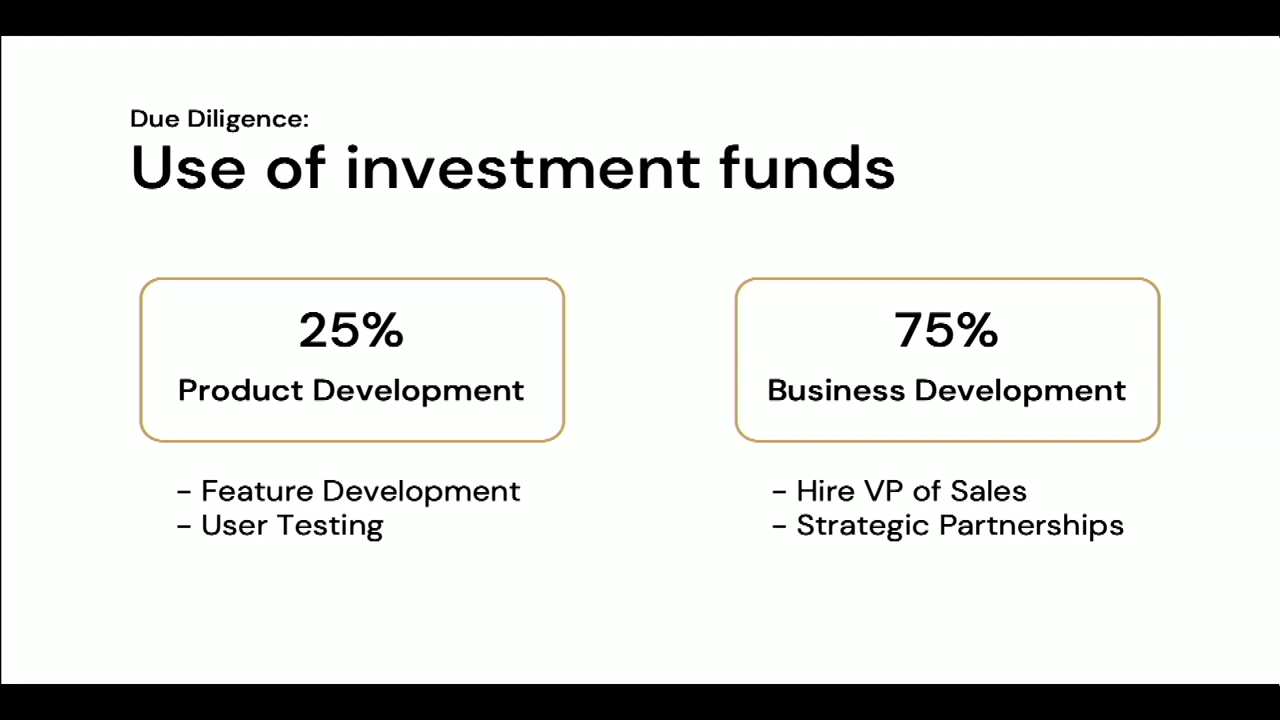 Due Diligence:
Use of investment funds
25%
Product Development
- Feature Development
- User Testing
75%
Business Development
- Hire VP of Sales
- Strategic Partnerships